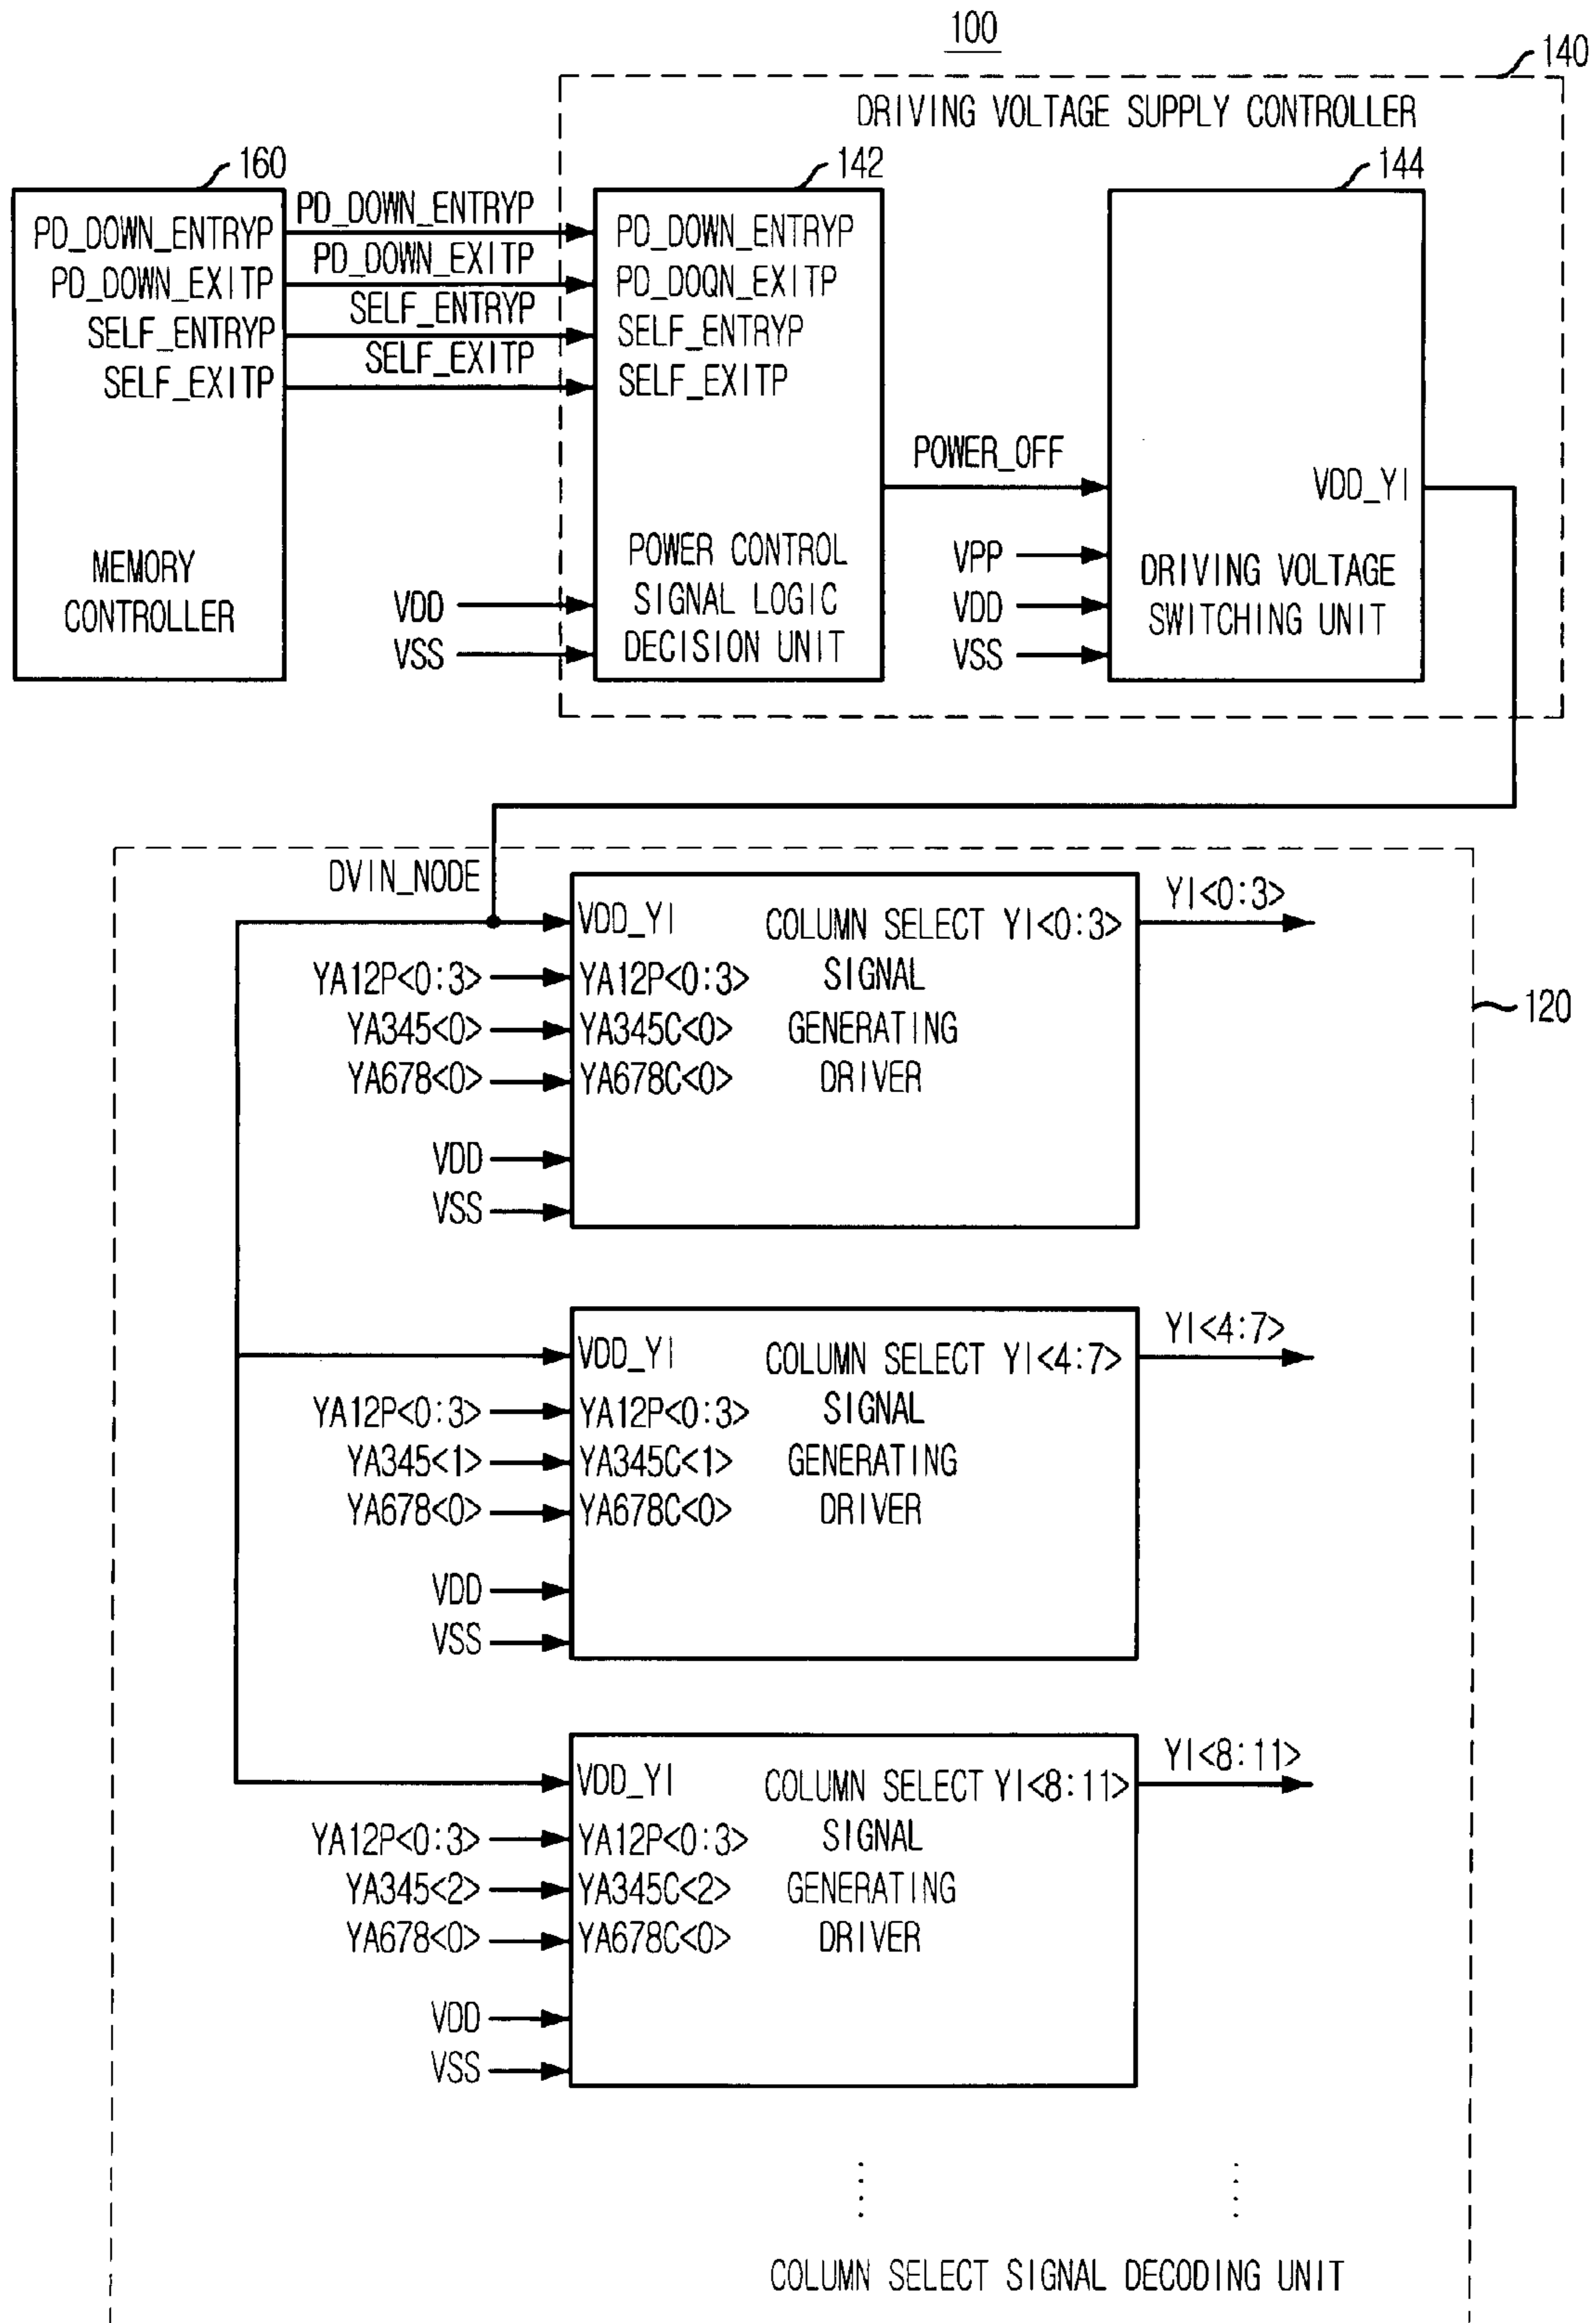 100
140
DRIVING VOLTAGE SUPPLY CONTROLLER
160
142
144
PD_DOWN_ENTRYP
PD_DOWN_EXITP
SELF_ENTRYP
SELF_EXITP
MEMORY
CONTROLLER
PD_DOWN_ENTRYP
PD_DOWN_EXITP
SELF_ENTRYP
SELF_EXITP
PD_DOWN_ENTRYP
PD_DOQN_EXITP
SELF_ENTRYP
SELF_EXITP
POWER CONTROL
SIGNAL LOGIC
DECISION UNIT
VDD
VSS
POWER_OFF
VPP
VDD
VSS
VDD_YI
DRIVING VOLTAGE
SWITCHING UNIT
DVIN_NODE
120
VDD_YI
COLUMN SELECT YI<0:3>
SIGNAL
GENERATING
DRIVER
YI<0:3>
YA12P<0:3>
YA12P<0:3>
YA345<0>
YA345C<0>
YA678<0>
YA678C<0>
VDD
VSS
VDD_YI
COLUMN SELECT YI<4:7>
SIGNAL
GENERATING
DRIVER
YI<4:7>
YA12P<0:3>
YA12P<0:3>
YA345<1>
YA345C<1>
YA678<0>
YA678C<0>
VDD
VSS
VDD_YI
COLUMN SELECT YI<8:11>
SIGNAL
GENERATING
DRIVER
YI<8:11>
YA12P<0:3>
YA12P<0:3>
YA345<2>
YA345C<2>
YA678<0>
YA678C<0>
VDD
VSS
COLUMN SELECT SIGNAL DECODING UNIT